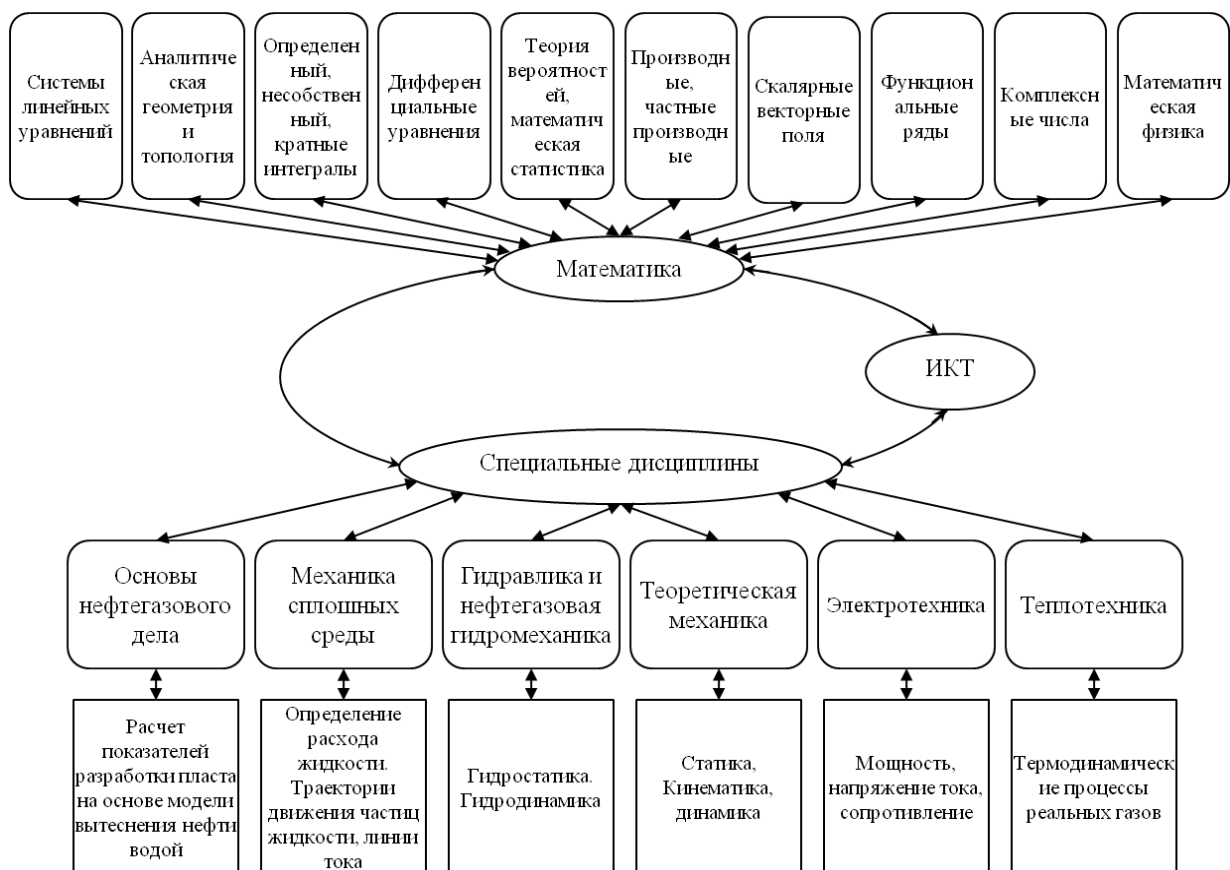 Системы
линейных
уравнений
Аналитиче
ская
геометрия
и
топология
Определен
ный,
несобствен
ный,
кратные
интегралы
Дифферен
циальные
уравнения
Теория
вероятност
ей,
математич
еская
статистика
Производн
ые,
частные
производн
ые
Скалярные
векторные
поля
Функцион
альные
ряды
Комплексн
ые числа
Математич
еская
физика
Математика
ИКТ
Специальные дисциплины
Основы
нефтегазового
дела
Механика
сплошных
среды
Гидравлика и
нефтегазовая
гидромеханика
Теоретическая
механика
Электротехника
Теплотехника
Расчет
показателей
разработки пласта
на основе модели
вытеснения нефти
водой
Определение
расхода
жидкости.
Траектории
движения частиц
жидкости, линии
тока
Гидростатика.
Гидродинамика
Статика,
Кинематика,
динамика
Мощность,
напряжение тока,
сопротивление
Термодинамическ
ие процессы
реальных газов